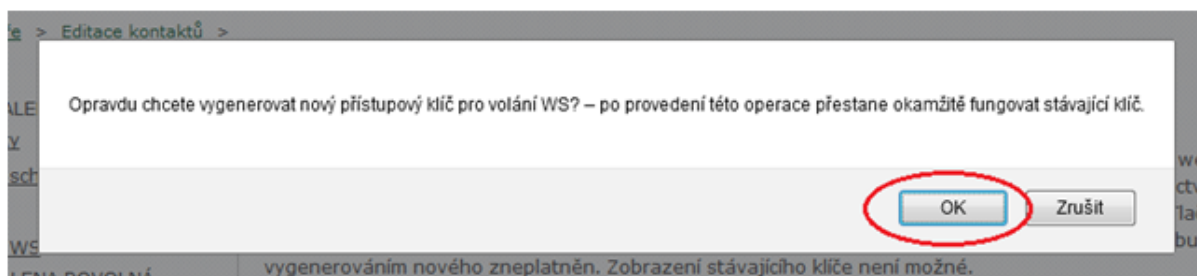 > Editace kontaktů >
Opravdu chcete vygenerovat nový přístupový klíč pro volání WS? – po provedení této operace přestane okamžitě fungovat stávající klíč.
OK Zrušit
WS
vygenerováním nového zneplatněn. Zobrazení stávajícího klíče není možné.